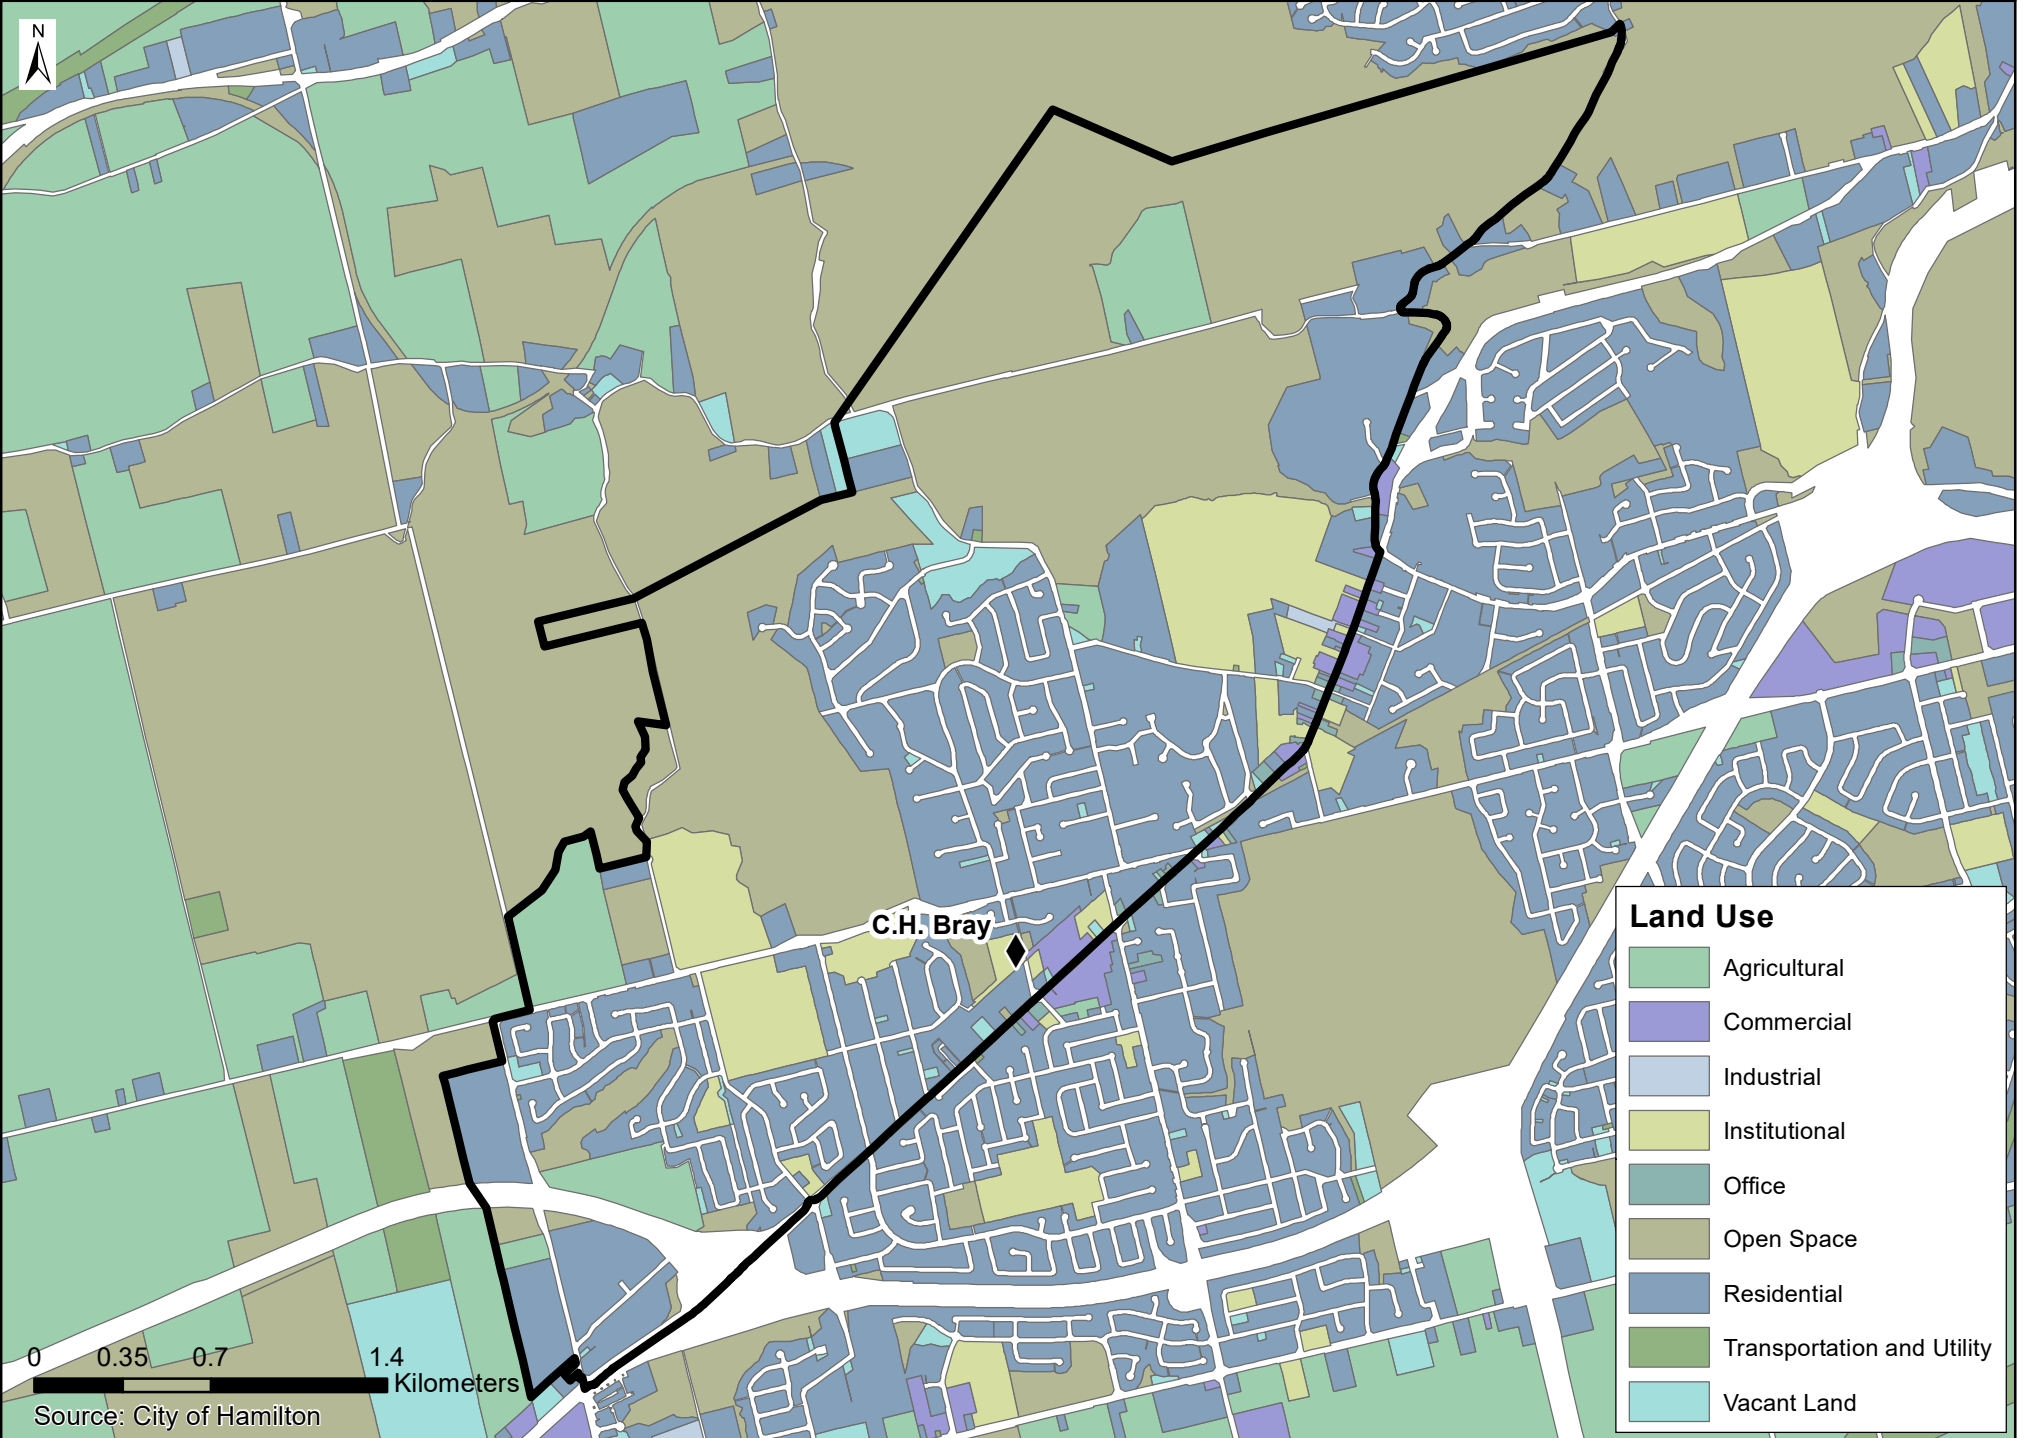 N
C.H. Bray
Land Use
Agricultural
Commercial
Industrial
Institutional
Office
Open Space
Residential
Transportation and Utility
Vacant Land
0 0.35 0.7 1.4
Kilometers
Source: City of Hamilton